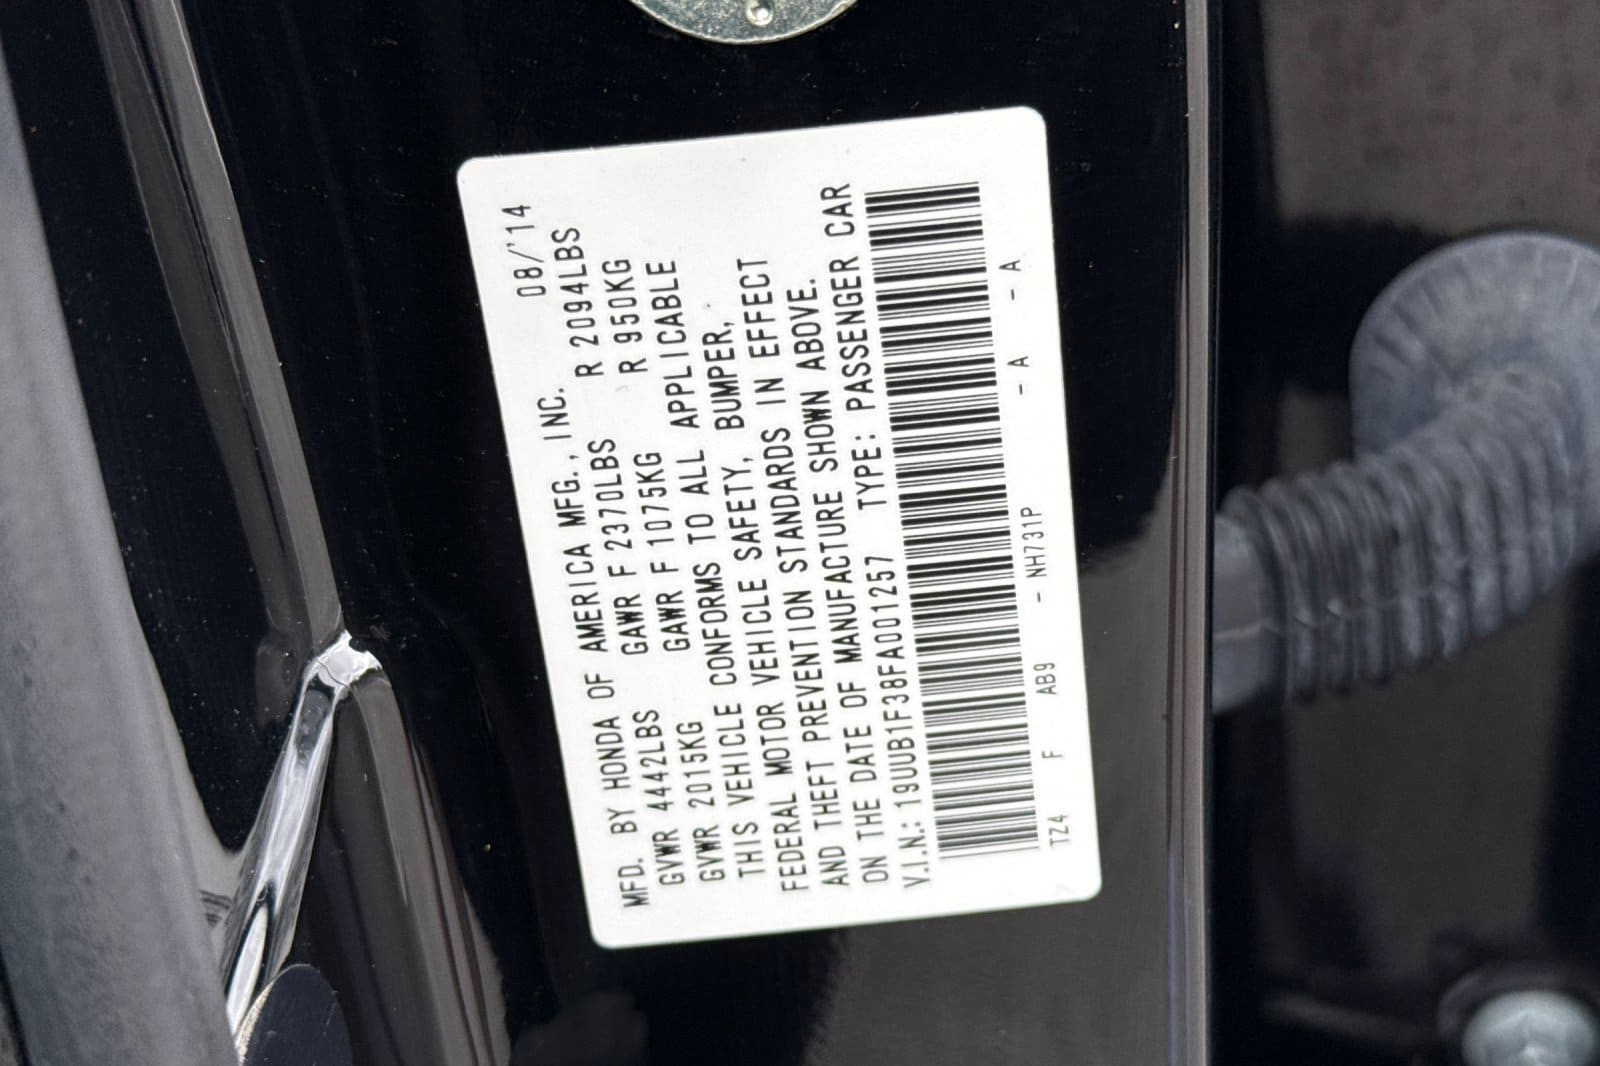 MFD. BY HONDA OF AMERICA MFG., INC. 08/'14
GVWR 4442LBS GAWR F 2370LBS R 2094LBS
GVWR 2015KG GAWR F 1075KG R 950KG
THIS VEHICLE CONFORMS TO ALL APPLICABLE
FEDERAL MOTOR VEHICLE SAFETY, BUMPER,
AND THEFT PREVENTION STANDARDS IN EFFECT
ON THE DATE OF MANUFACTURE SHOWN ABOVE.
V.I.N.: 19UUB1F38FA001257 TYPE: PASSENGER CAR
TZ4 F AB9 - NH731P - A - A